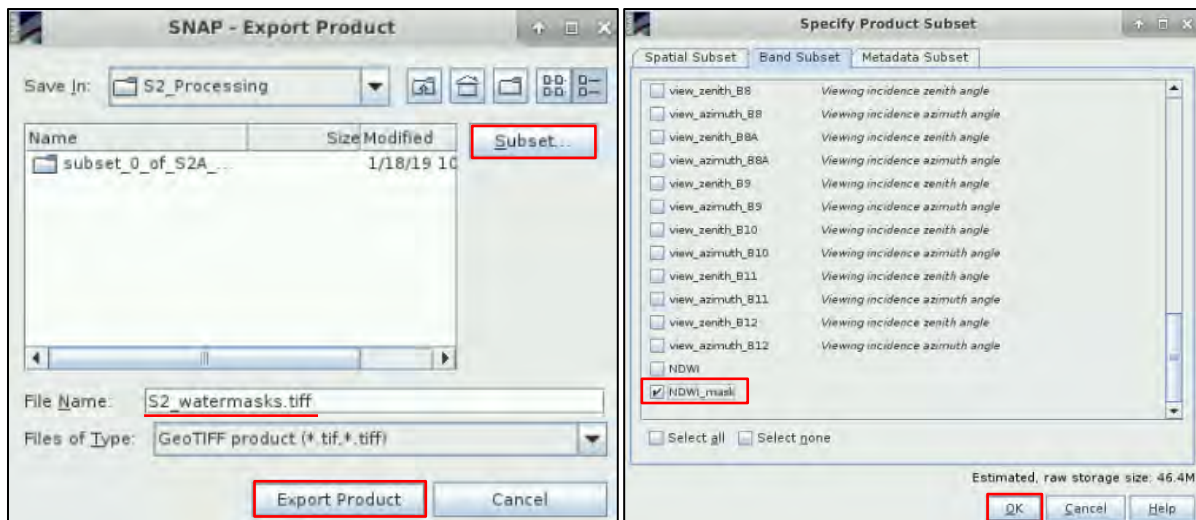 SNAP - Export Product
Save In: S2_Processing
Name Size Modified
subset_0_of_S2A_... 1/18/19 10
Subset...
File Name: S2_watermasks.tiff
Files of Type: GeoTIFF product (*.tif,*.tiff)
Export Product Cancel
Specify Product Subset
Spatial Subset Band Subset Metadata Subset
view_zenith_B8 Viewing incidence zenith angle
view_azimuth_B8 Viewing incidence azimuth angle
view_zenith_B8A Viewing incidence zenith angle
view_azimuth_B8A Viewing incidence azimuth angle
view_zenith_B9 Viewing incidence zenith angle
view_azimuth_B9 Viewing incidence azimuth angle
view_zenith_B10 Viewing incidence zenith angle
view_azimuth_B10 Viewing incidence azimuth angle
view_zenith_B11 Viewing incidence zenith angle
view_azimuth_B11 Viewing incidence azimuth angle
view_zenith_B12 Viewing incidence zenith angle
view_azimuth_B12 Viewing incidence azimuth angle
NDWI
NDWI_mask
Select all Select none
Estimated, raw storage size: 46.4M
OK Cancel Help